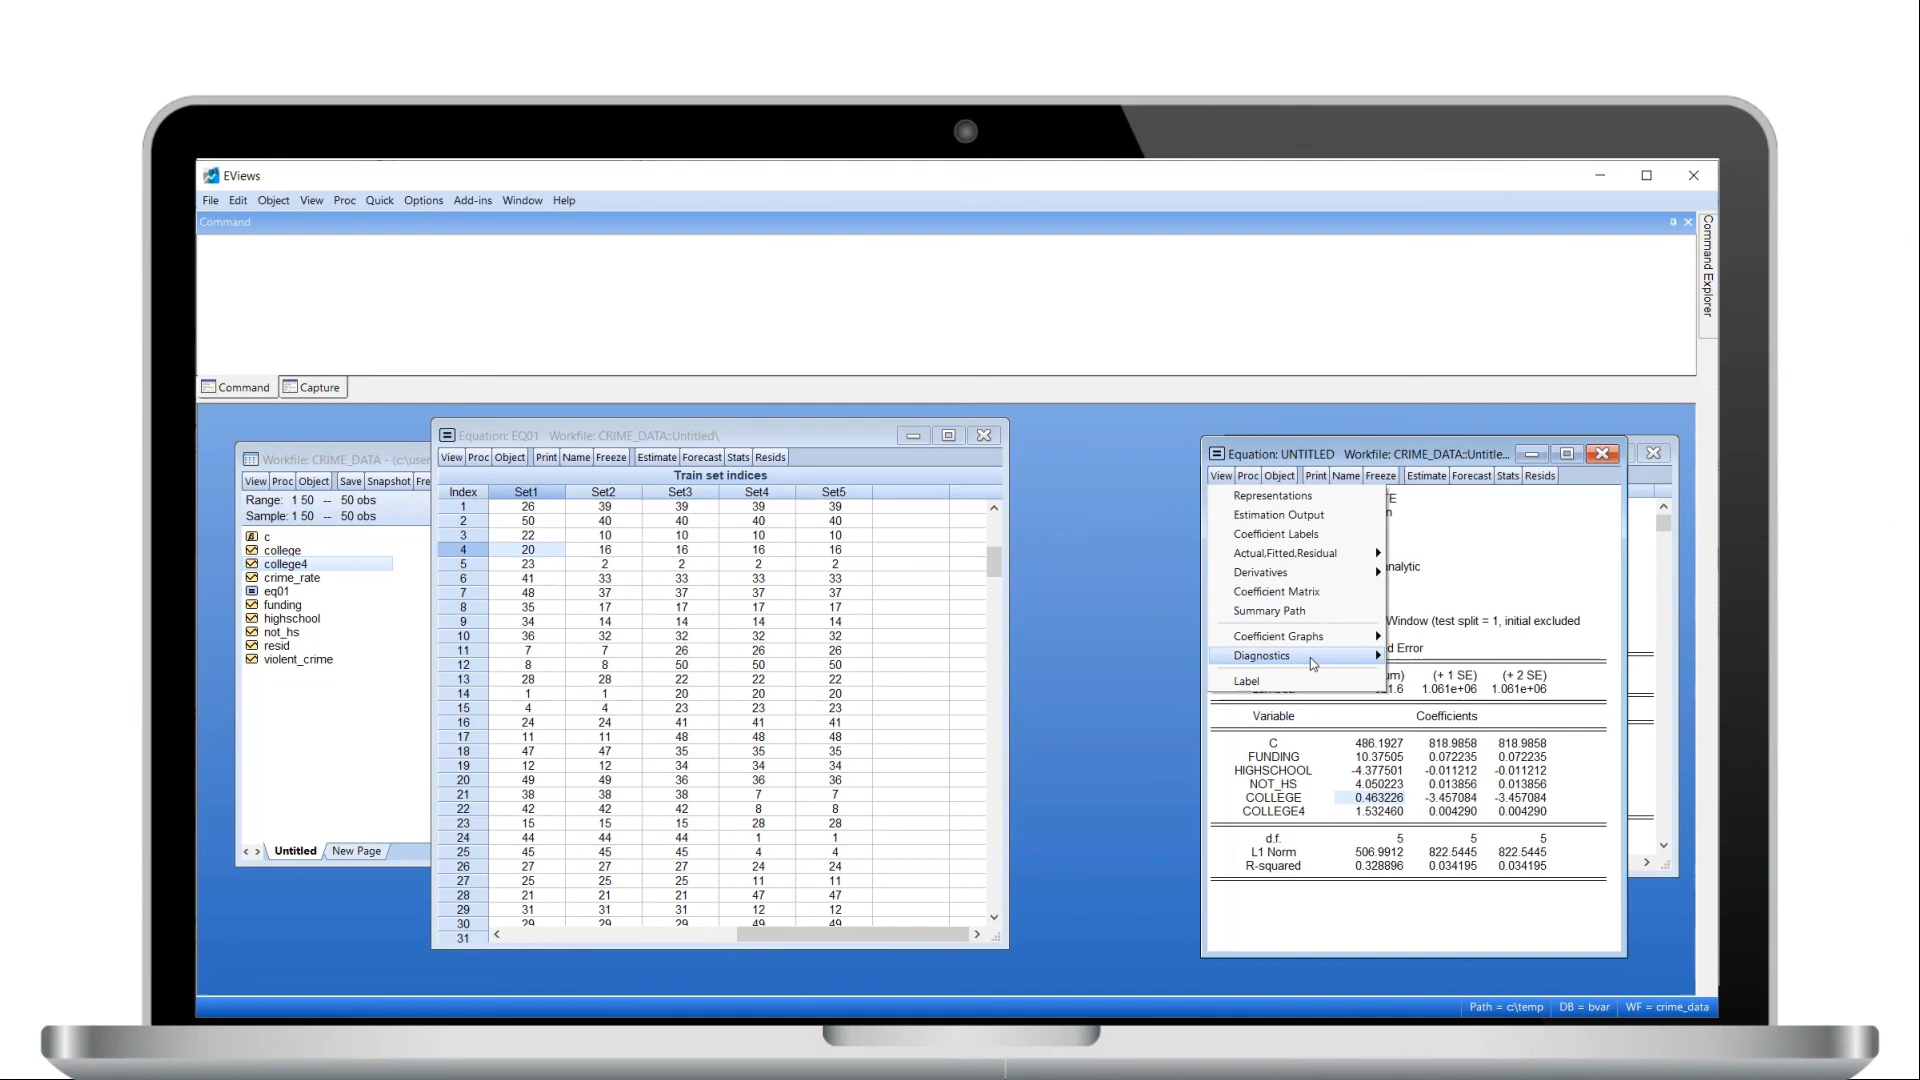 EViews
File Edit Object View Proc Quick Options Add-ins Window Help
Command
Command Explorer
Command Capture
Workfile: CRIME_DATA - (c:\user
View Proc Object Save Snapshot Fre
Range: 1 50 -- 50 obs
Sample: 1 50 -- 50 obs
c
college
college4
crime_rate
eq01
funding
highschool
not_hs
resid
violent_crime
Untitled New Page
Equation: EQ01 Workfile: CRIME_DATA::Untitled\
View Proc Object Print Name Freeze Estimate Forecast Stats Resids
Train set indices
Index Set1 Set2 Set3 Set4 Set5
1 26 39 39 39 39
2 50 40 40 40 40
3 22 10 10 10 10
4 20 16 16 16 16
5 23 2 2 2 2
6 41 33 33 33 33
7 48 37 37 37 37
8 35 17 17 17 17
9 34 14 14 14 14
10 36 32 32 32 32
11 7 7 26 26 26
12 8 8 50 50 50
13 28 28 22 22 22
14 1 1 20 20 20
15 4 4 23 23 23
16 24 24 41 41 41
17 11 11 48 48 48
18 47 47 35 35 35
19 12 12 34 34 34
20 49 49 36 36 36
21 38 38 38 7 7
22 42 42 42 8 8
23 15 15 15 28 28
24 44 44 44 1 1
25 45 45 45 4 4
26 27 27 27 24 24
27 25 25 25 11 11
28 21 21 21 47 47
29 31 31 31 12 12
30 29 29 29 49 49
31
Equation: UNTITLED Workfile: CRIME_DATA::Untitle...
View Proc Object Print Name Freeze Estimate Forecast Stats Resids
Representations
Estimation Output
Coefficient Labels
Actual,Fitted,Residual
Derivatives
Coefficient Matrix
Summary Path
Coefficient Graphs
Diagnostics
Label
TE
n
nalytic
Window (test split = 1, initial excluded
d Error
um) (+ 1 SE) (+ 2 SE)
21.6 1.061e+06 1.061e+06
Variable Coefficients
C 486.1927 818.9858 818.9858
FUNDING 10.37505 0.072235 0.072235
HIGHSCHOOL -4.377501 -0.011212 -0.011212
NOT_HS 4.050223 0.013856 0.013856
COLLEGE 0.463226 -3.457084 -3.457084
COLLEGE4 1.532460 0.004290 0.004290
d.f. 5 5 5
L1 Norm 506.9912 822.5445 822.5445
R-squared 0.328896 0.034195 0.034195
Path = c:\temp DB = bvar WF = crime_data